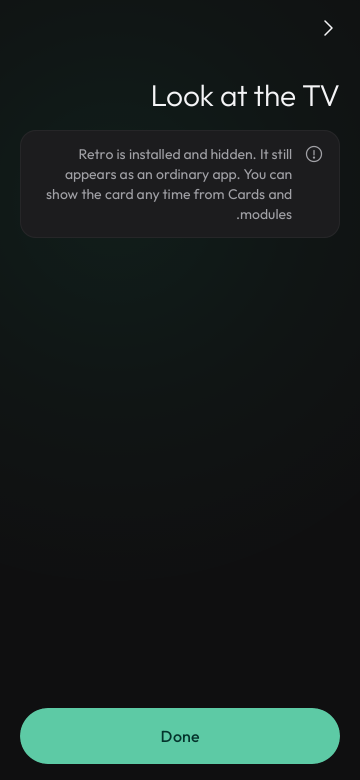 Look at the TV
Retro is installed and hidden. It still
appears as an ordinary app. You can
show the card any time from Cards and
.modules
Done